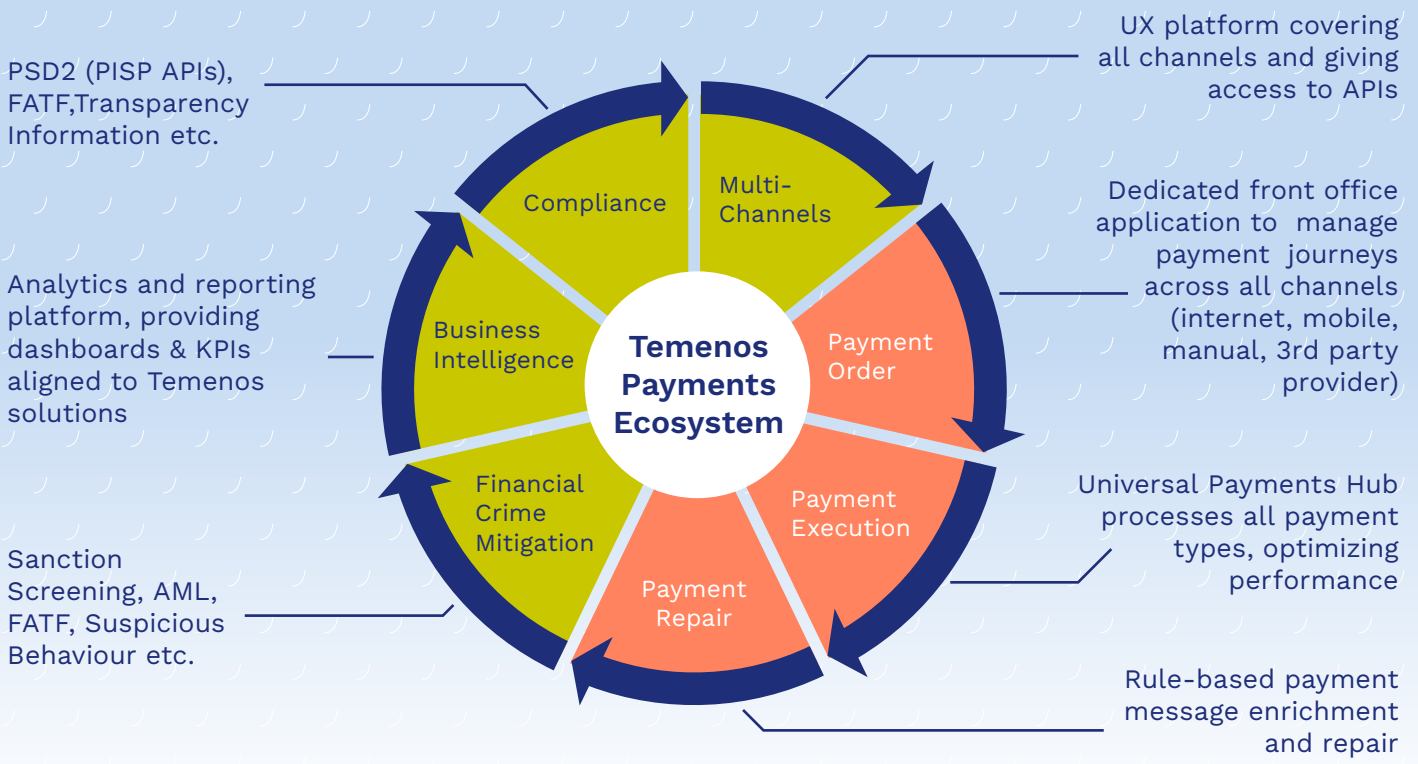 PSD2 (PISP APIs),
FATF,Transparency
Information etc.
UX platform covering
all channels and giving
access to APIs
Compliance
Multi-
Channels
Dedicated front office
application to manage
payment journeys
across all channels
(internet, mobile,
manual, 3rd party
provider)
Analytics and reporting
platform, providing
dashboards & KPIs
aligned to Temenos
solutions
Business
Intelligence
Temenos
Payments
Ecosystem
Payment
Order
Financial
Crime
Mitigation
Payment
Execution
Universal Payments Hub
processes all payment
types, optimizing
performance
Sanction
Screening, AML,
FATF, Suspicious
Behaviour etc.
Payment
Repair
Rule-based payment
message enrichment
and repair